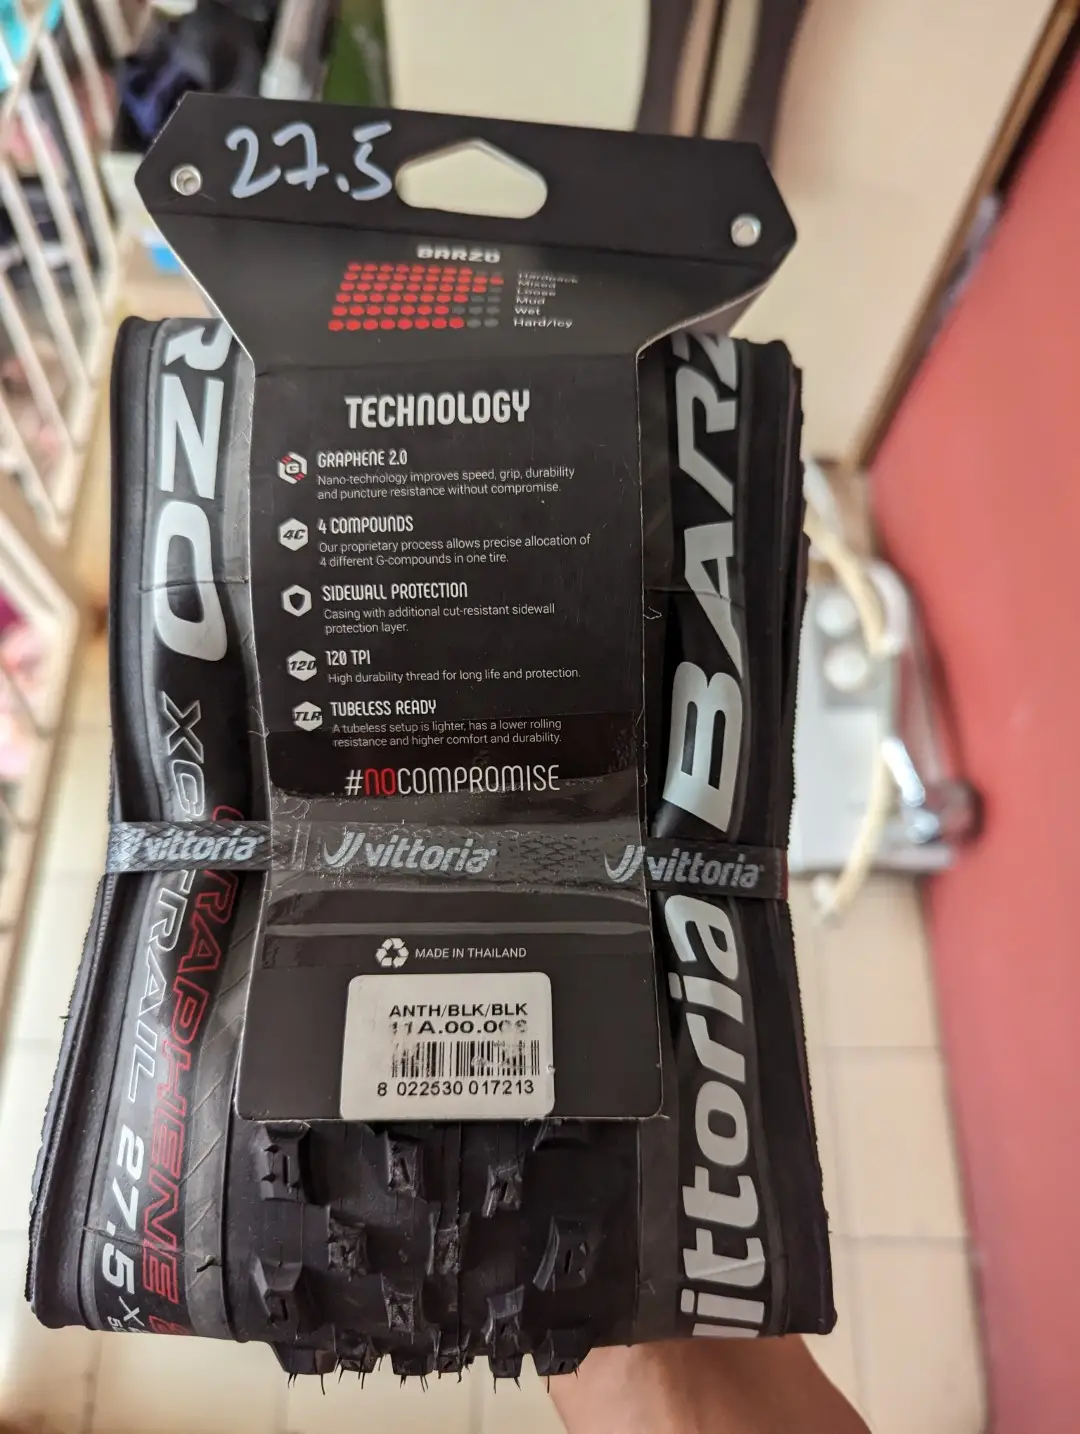 27.5
BARZO
Hardpack
Mixed
Loose
Mud
Wet
Hard/Icy
TECHNOLOGY
G
GRAPHENE 2.0
Nano-technology improves speed, grip, durability
and puncture resistance without compromise.
4C
4 COMPOUNDS
Our proprietary process allows precise allocation of
4 different G-compounds in one tire.
SIDEWALL PROTECTION
Casing with additional cut-resistant sidewall
protection layer.
120
120 TPI
High durability thread for long life and protection.
TLR
TUBELESS READY
A tubeless setup is lighter, has a lower rolling
resistance and higher comfort and durability.
#NOCOMPROMISE
vittoria vittoria vittoria
MADE IN THAILAND
ANTH/BLK/BLK
8 022530 017213
RZO
XC-TRAIL 27.5 X
GRAPHENE
BARZ
vittoria